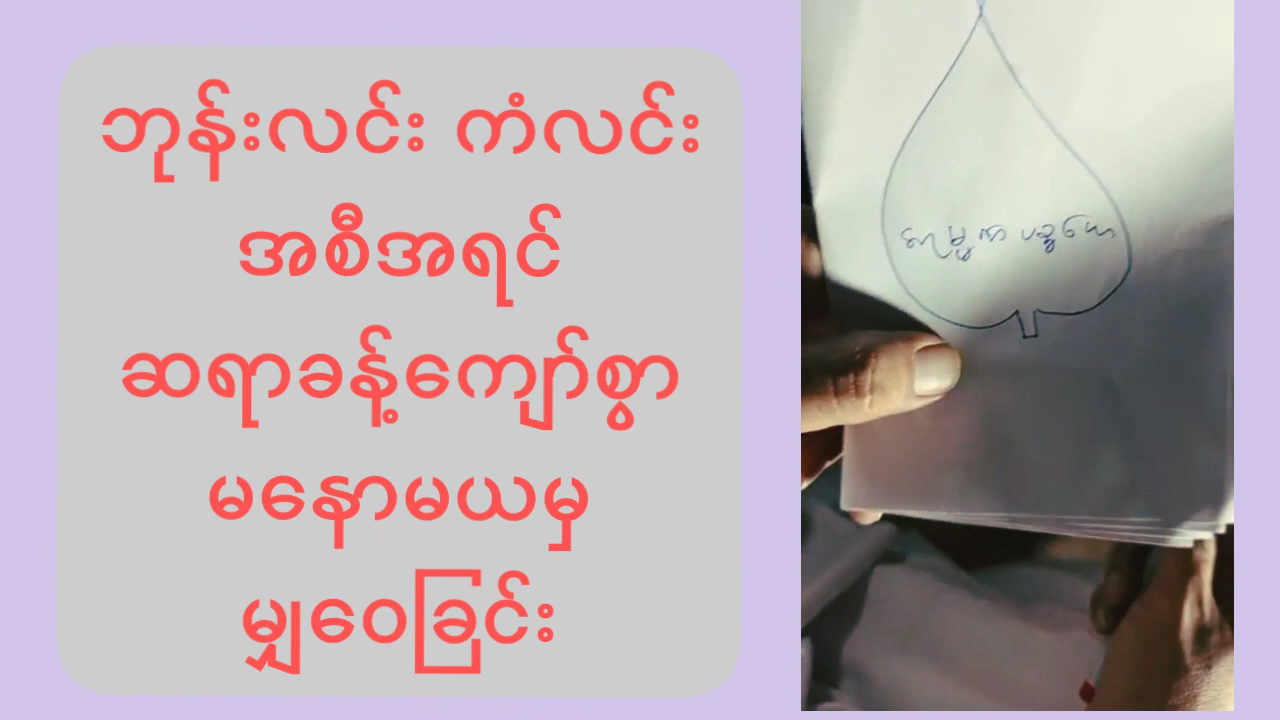 ဘုန်းလင်း ကံလင်း
အစီအရင်
ဆရာခန့်ကျော်စွာ
မနောမယမှ
မျှဝေခြင်း